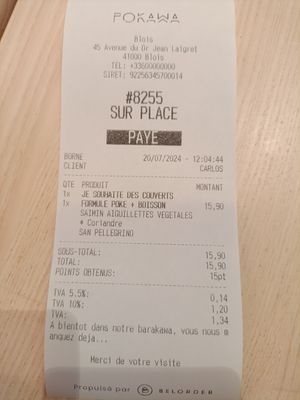 POKAWA
Blois
45 Avenue du Dr Jean Laigret
41000 Blois
TEL: +33600000000
SIRET: 92256345700014
#8255
SUR PLACE
PAYE
BORNE 20/07/2024 - 12:04:44
CLIENT CARLOS
QTE PRODUIT MONTANT
1x JE SOUHAITE DES COUVERTS
1x FORMULE POKE + BOISSON 15,90
SAIMIN AIGUILLETTES VEGETALES
* Coriandre
SAN PELLEGRINO
SOUS-TOTAL: 15,90
TOTAL: 15,90
POINTS OBTENUS: 15pt
TVA 5.5%: 0,14
TVA 10%: 1,20
TVA: 1,34
A bientot dans notre barakawa, vous nous m
anquez déjà...
Merci de votre visite
Propulsé par BELORDER